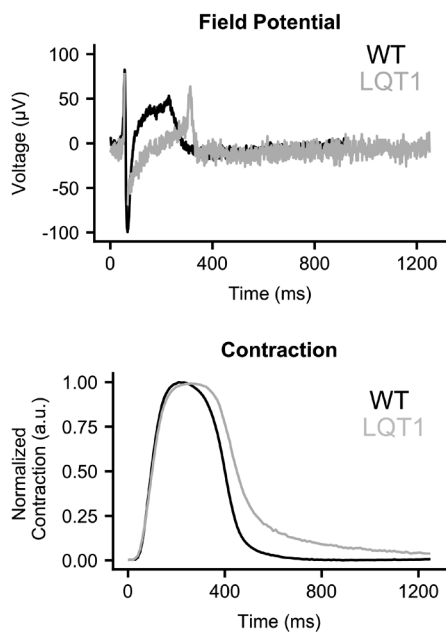 Field Potential
WT
LQT1
Voltage (µV)
100
50
0
-50
-100
0
400
800
1200
Time (ms)
Contraction
WT
LQT1
Normalized
Contraction (a.u.)
1.00
0.75
0.50
0.25
0.00
0
400
800
1200
Time (ms)